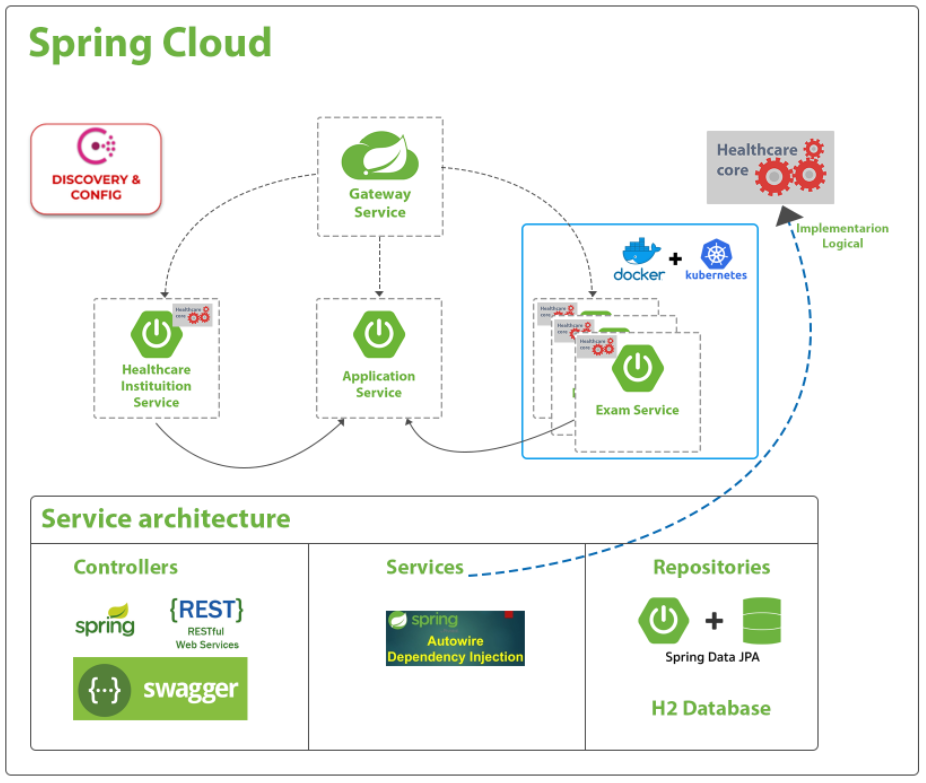 Spring Cloud
DISCOVERY &
CONFIG
Gateway
Service
Healthcare
core
Implementarion
Logical
docker
+
kubernetes
Healthcare
core
Healthcare
Instituition
Service
Application
Service
Healthcare
core
Healthcare
core
Healthcare
core
Exam Service
Service architecture
Controllers
spring
{REST}
RESTful
Web Services
{···}
swagger
Services
spring
Autowire
Dependency Injection
Repositories
+
Spring Data JPA
H2 Database